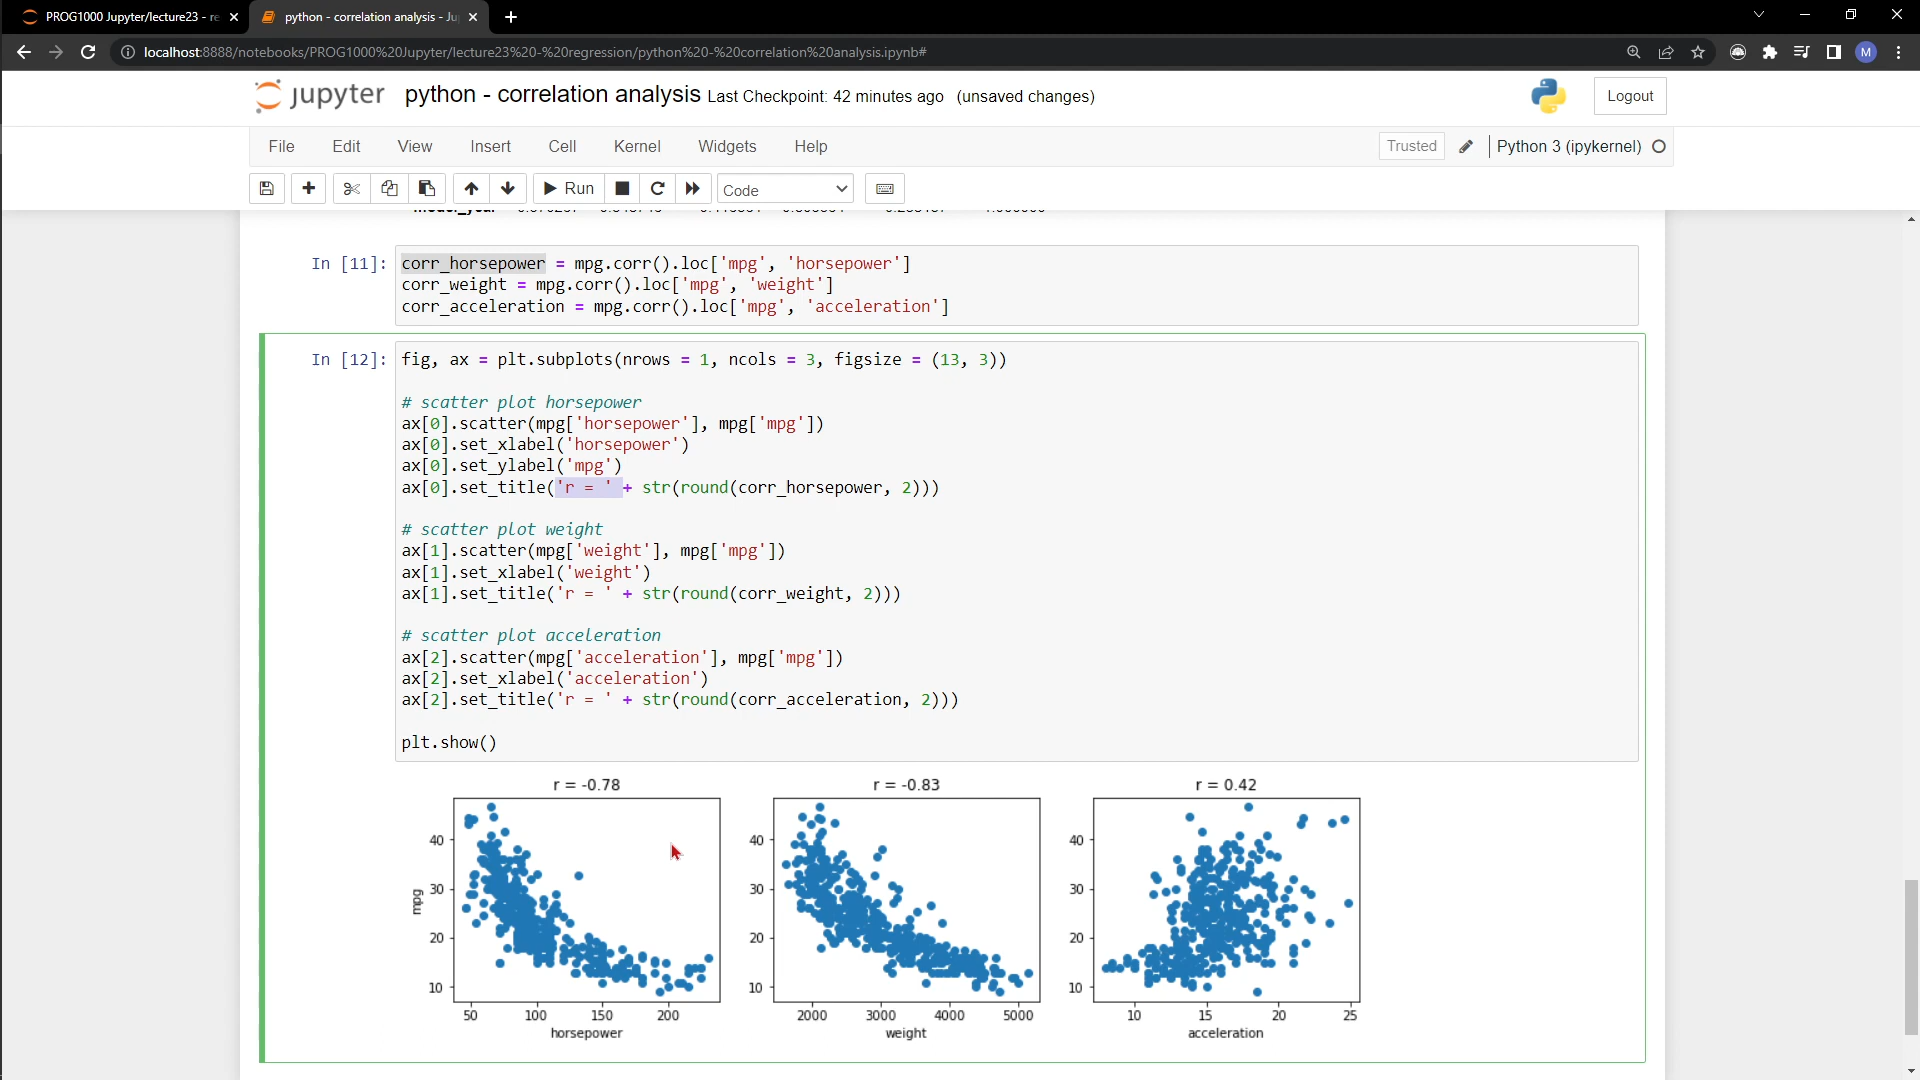 PROG1000 Jupyter/lecture23 - re
python - correlation analysis - Ju
localhost:8888/notebooks/PROG1000%20Jupyter/lecture23%20-%20regression/python%20-%20correlation%20analysis.ipynb#
M
jupyter python - correlation analysis Last Checkpoint: 42 minutes ago (unsaved changes)
Logout
File Edit View Insert Cell Kernel Widgets Help
Trusted Python 3 (ipykernel)
Run Code
In [11]: corr_horsepower = mpg.corr().loc['mpg', 'horsepower']
corr_weight = mpg.corr().loc['mpg', 'weight']
corr_acceleration = mpg.corr().loc['mpg', 'acceleration']
In [12]: fig, ax = plt.subplots(nrows = 1, ncols = 3, figsize = (13, 3))
# scatter plot horsepower
ax[0].scatter(mpg['horsepower'], mpg['mpg'])
ax[0].set_xlabel('horsepower')
ax[0].set_ylabel('mpg')
ax[0].set_title('r = ' + str(round(corr_horsepower, 2)))
# scatter plot weight
ax[1].scatter(mpg['weight'], mpg['mpg'])
ax[1].set_xlabel('weight')
ax[1].set_title('r = ' + str(round(corr_weight, 2)))
# scatter plot acceleration
ax[2].scatter(mpg['acceleration'], mpg['mpg'])
ax[2].set_xlabel('acceleration')
ax[2].set_title('r = ' + str(round(corr_acceleration, 2)))
plt.show()
r = -0.78
40
30
20
10
mpg
50 100 150 200
horsepower
r = -0.83
40
30
20
10
2000 3000 4000 5000
weight
r = 0.42
40
30
20
10
10 15 20 25
acceleration